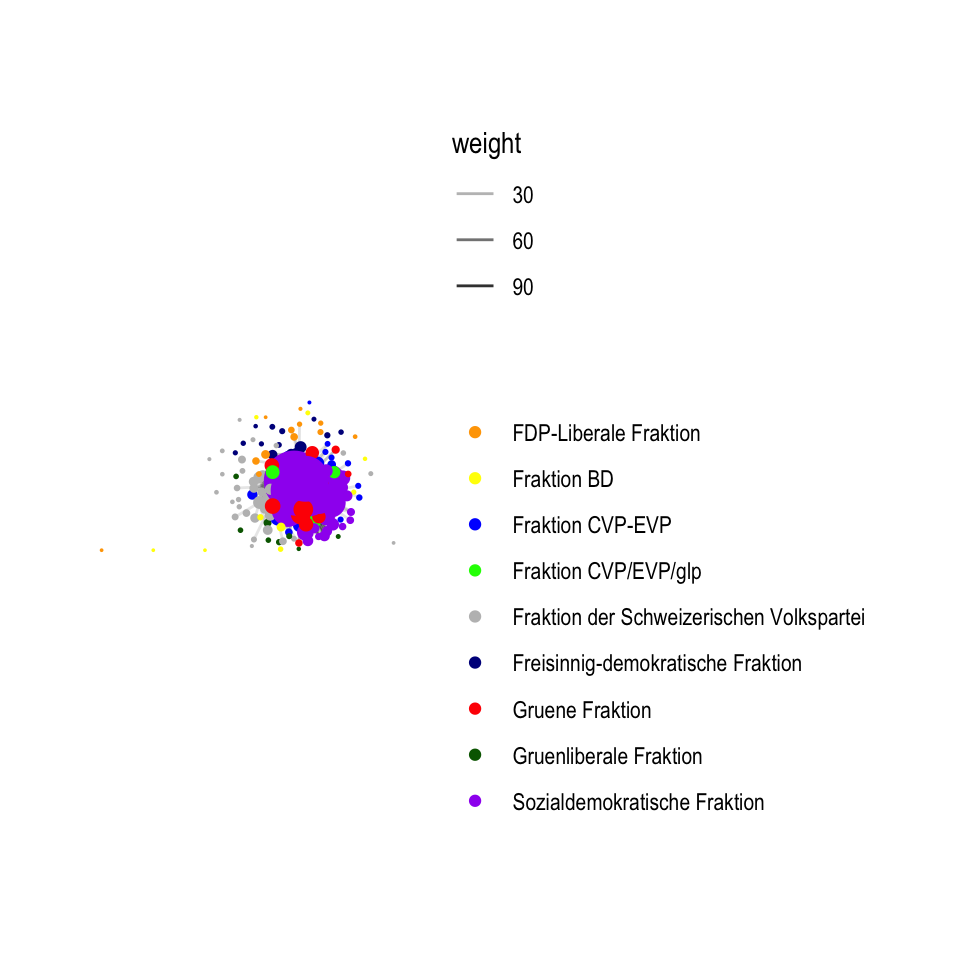 weight
30
60
90
FDP-Liberale Fraktion
Fraktion BD
Fraktion CVP-EVP
Fraktion CVP/EVP/glp
Fraktion der Schweizerischen Volkspartei
Freisinnig-demokratische Fraktion
Gruene Fraktion
Gruenliberale Fraktion
Sozialdemokratische Fraktion